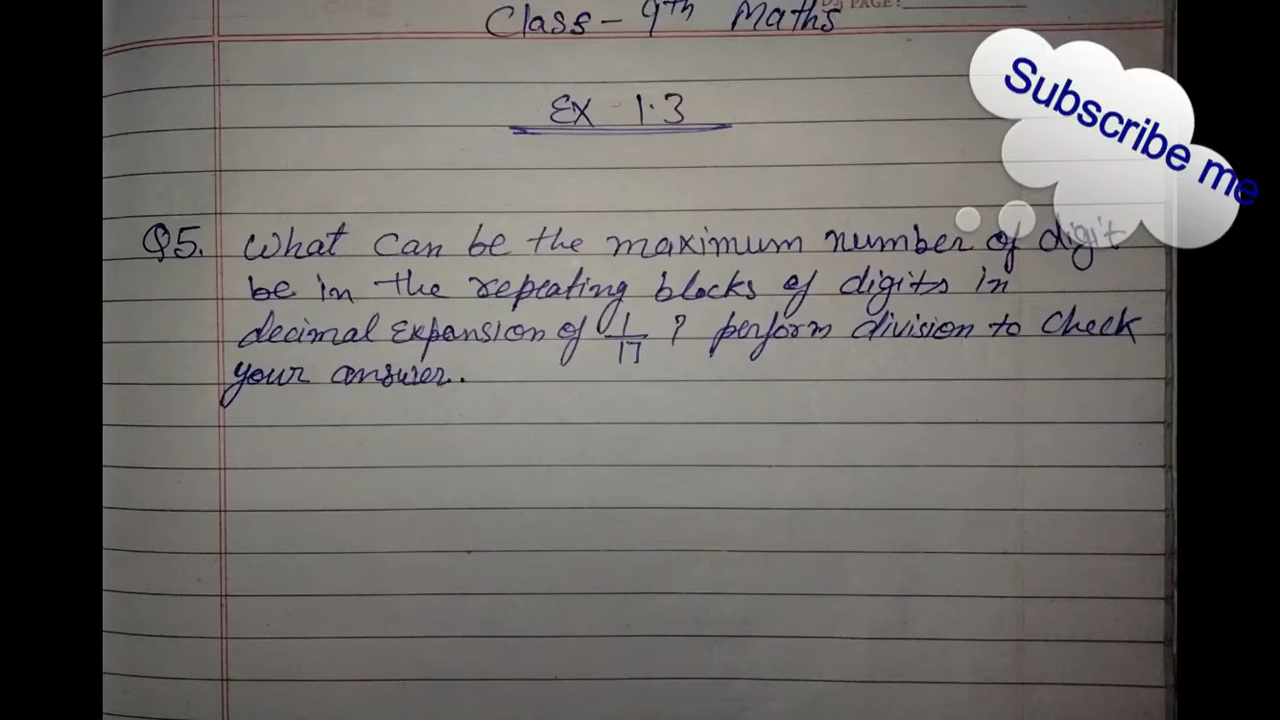 PAGE:
Class - 9th Maths
Ex 1.3
Subscribe me
Q5. What can be the maximum number of digit
be in the repeating blocks of digits in
decimal expansion of 1/17 ? perform division to check
your answer.